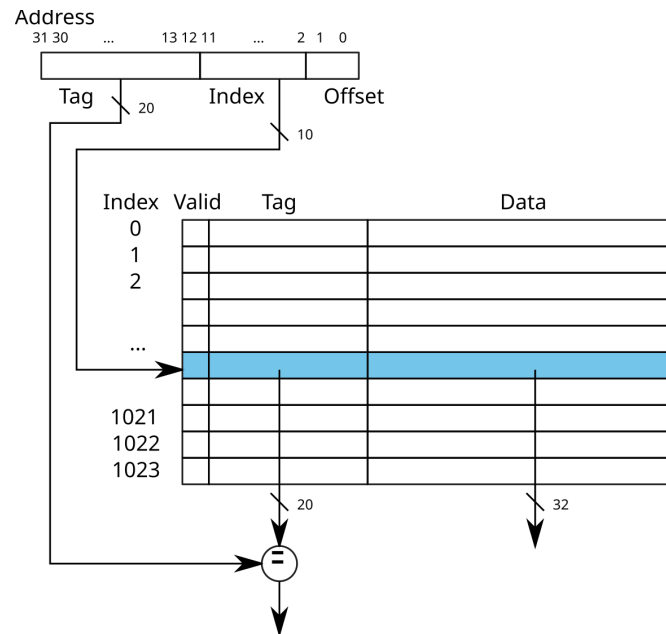 Address
31 30 ... 13 12 11 ... 2 1 0
Tag Index Offset
20
10
Index Valid Tag Data
0
1
2
...
1021
1022
1023
20 32
=